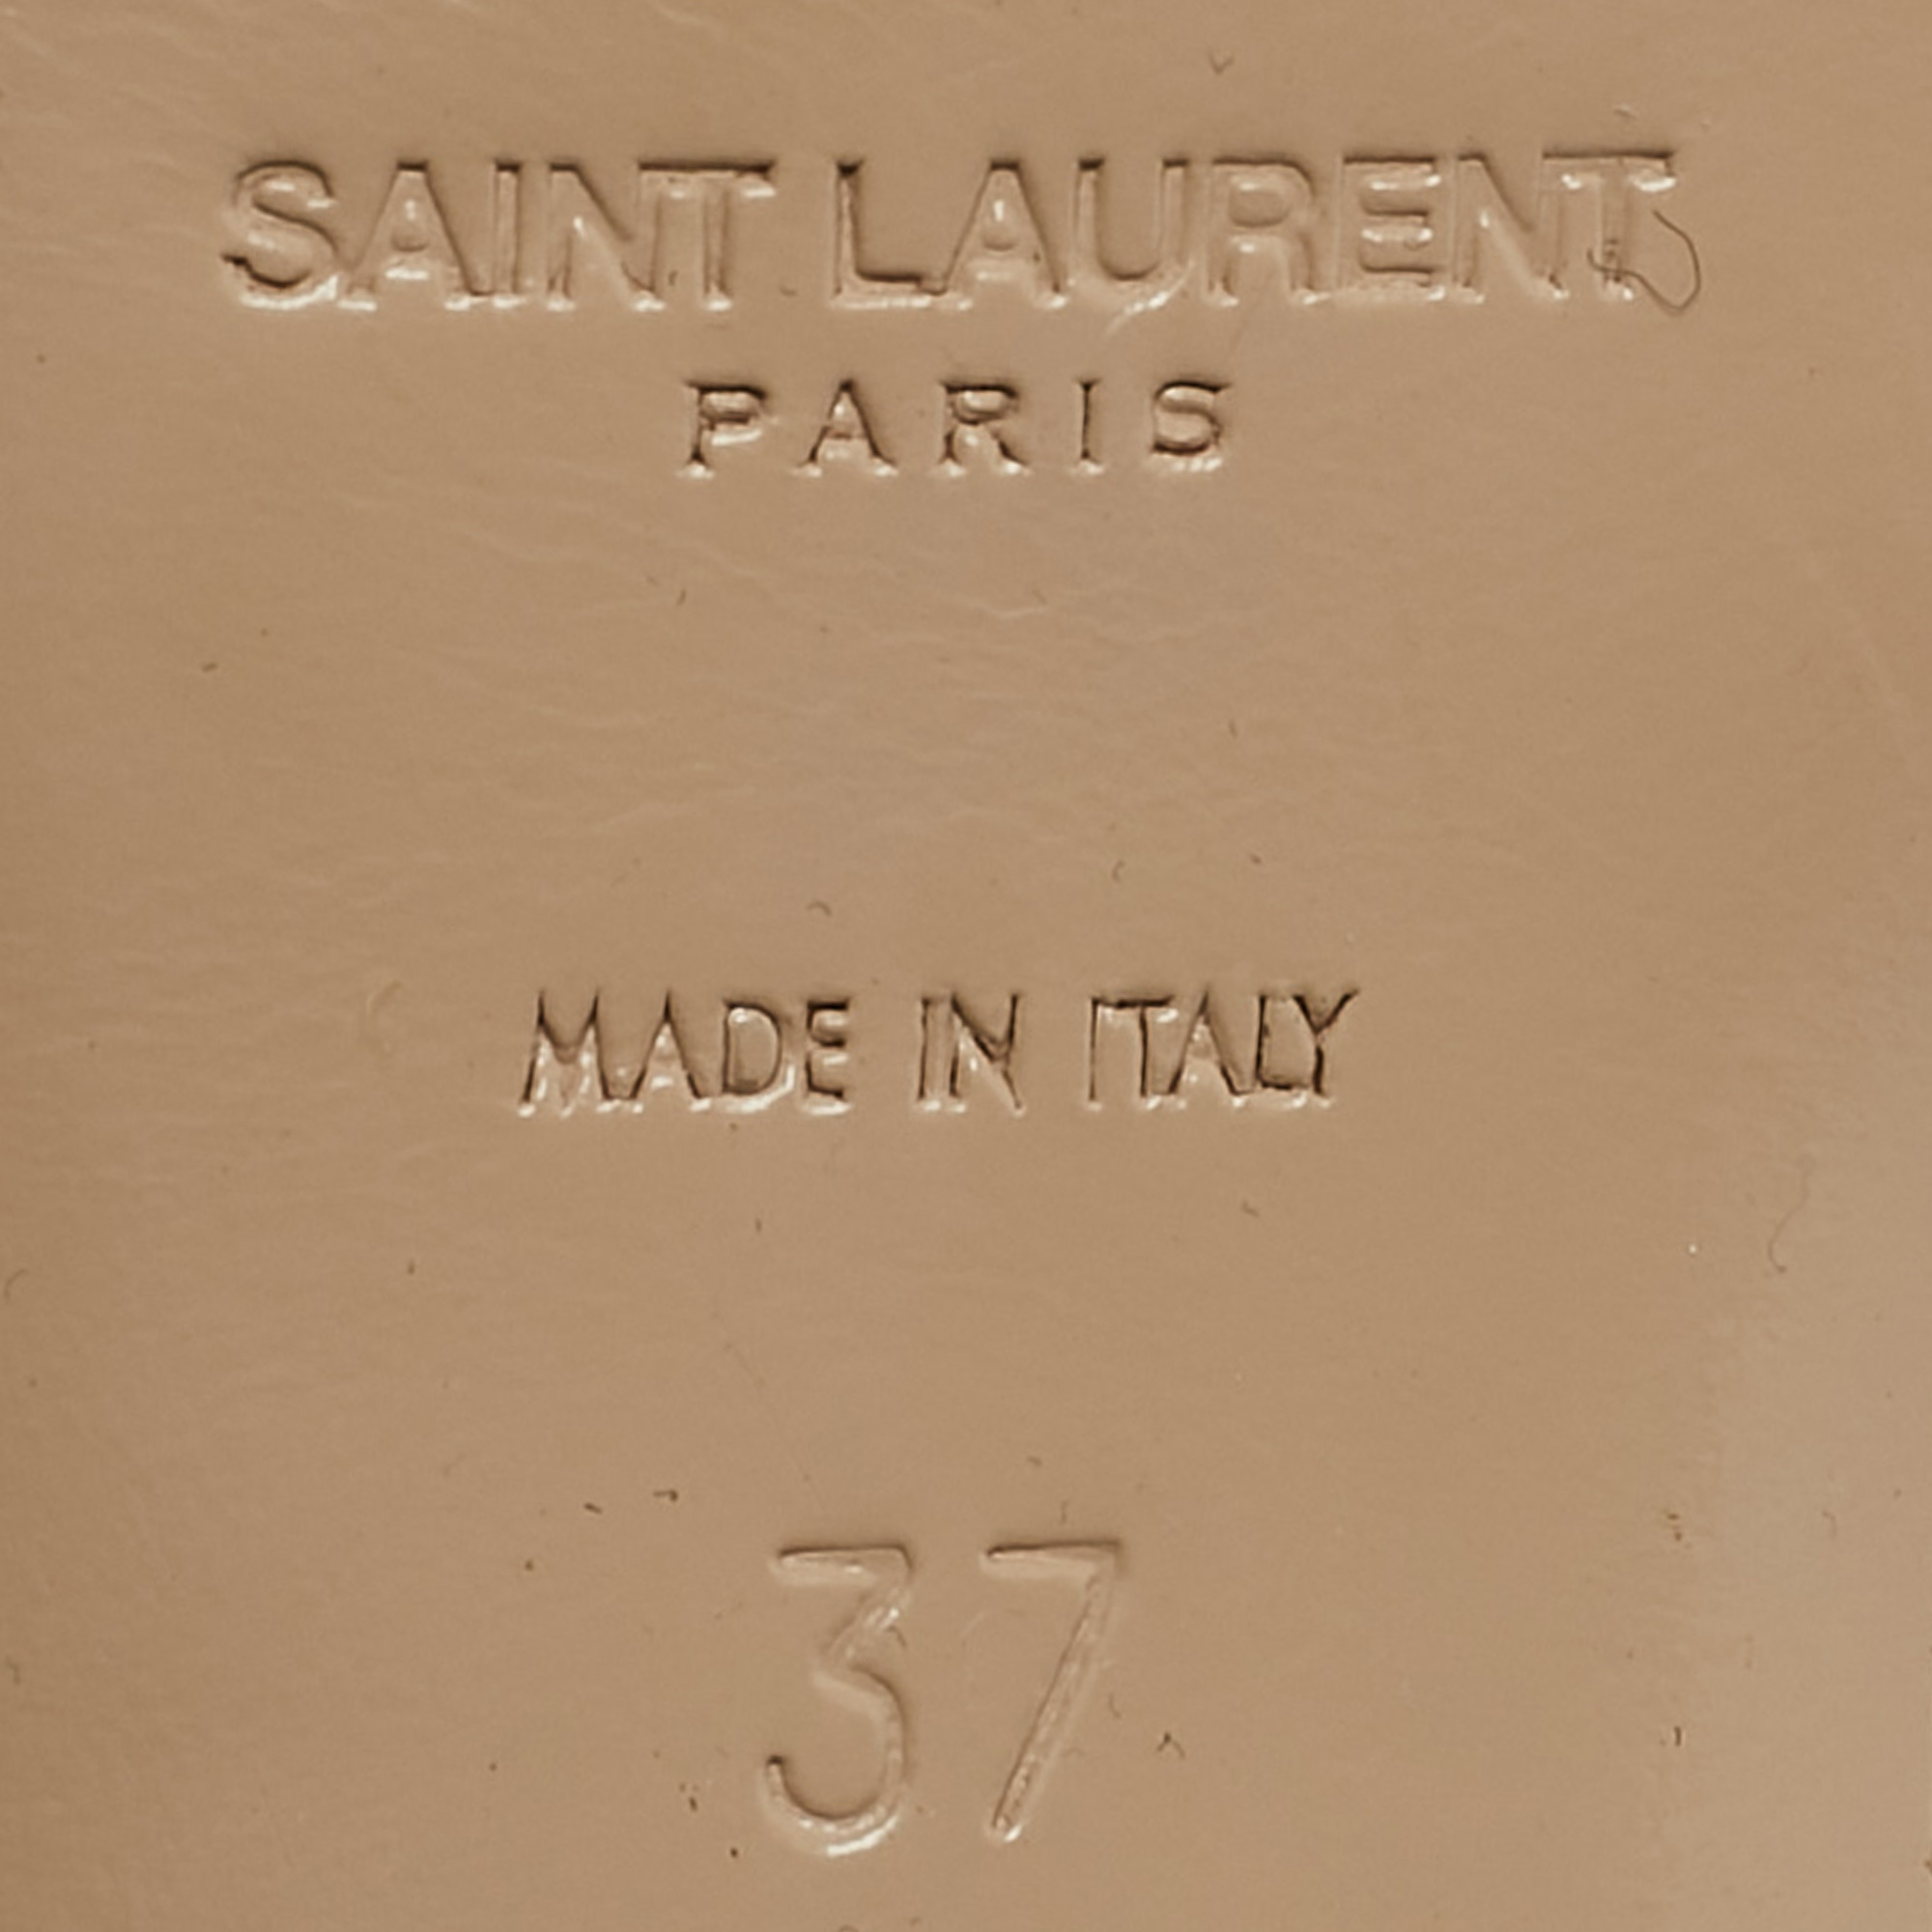 SAINT LAURENT
PARIS
MADE IN ITALY
37